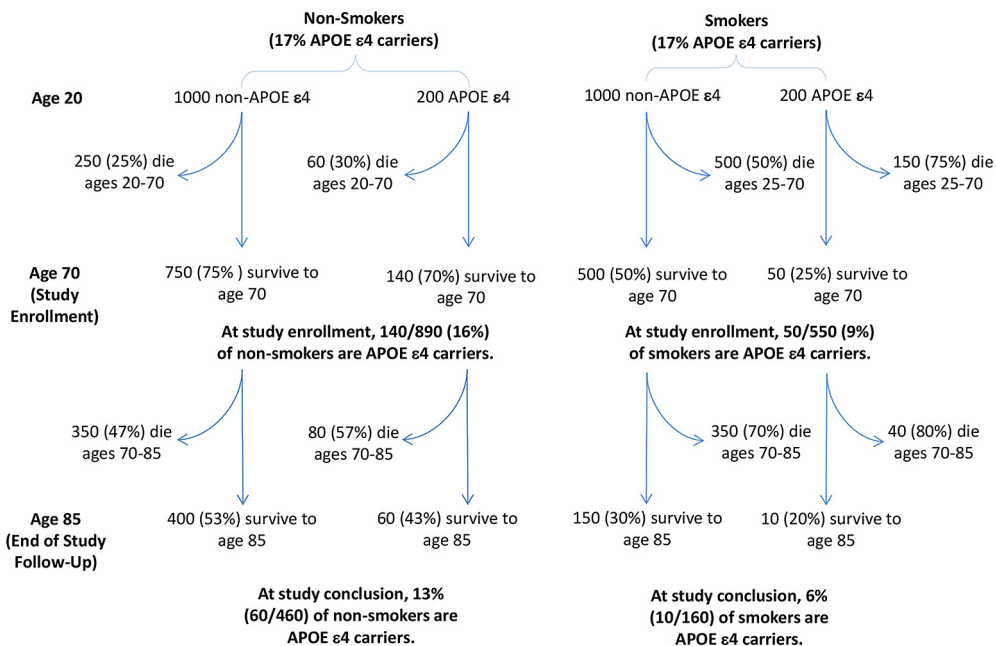 Non-Smokers
(17% APOE ε4 carriers)
Smokers
(17% APOE ε4 carriers)
Age 20
1000 non-APOE ε4
200 APOE ε4
1000 non-APOE ε4
200 APOE ε4
250 (25%) die
ages 20-70
60 (30%) die
ages 20-70
500 (50%) die
ages 25-70
150 (75%) die
ages 25-70
Age 70
(Study
Enrollment)
750 (75% ) survive to
age 70
140 (70%) survive to
age 70
500 (50%) survive to
age 70
50 (25%) survive to
age 70
At study enrollment, 140/890 (16%)
of non-smokers are APOE ε4 carriers.
At study enrollment, 50/550 (9%)
of smokers are APOE ε4 carriers.
350 (47%) die
ages 70-85
80 (57%) die
ages 70-85
350 (70%) die
ages 70-85
40 (80%) die
ages 70-85
Age 85
(End of Study
Follow-Up)
400 (53%) survive to
age 85
60 (43%) survive to
age 85
150 (30%) survive to
age 85
10 (20%) survive to
age 85
At study conclusion, 13%
(60/460) of non-smokers are
APOE ε4 carriers.
At study conclusion, 6%
(10/160) of smokers are
APOE ε4 carriers.